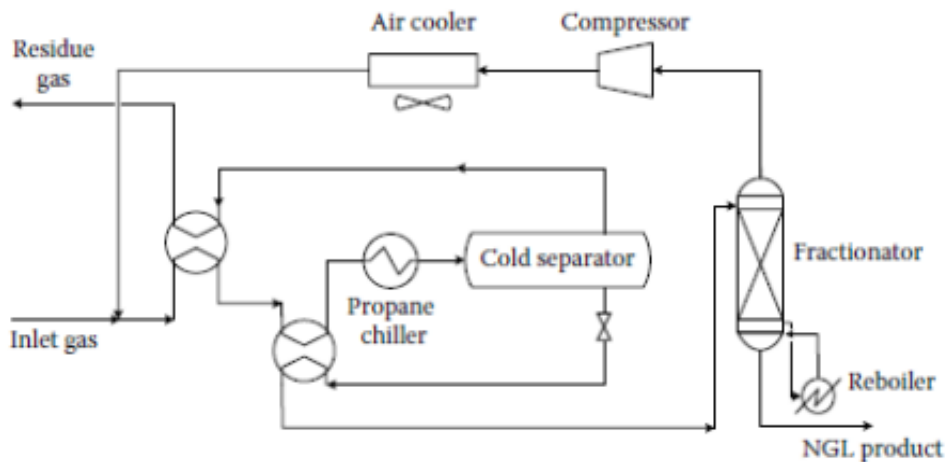 Air cooler
Compressor
Residue
gas
Cold separator
Fractionator
Propane
chiller
Inlet gas
Reboiler
NGL product